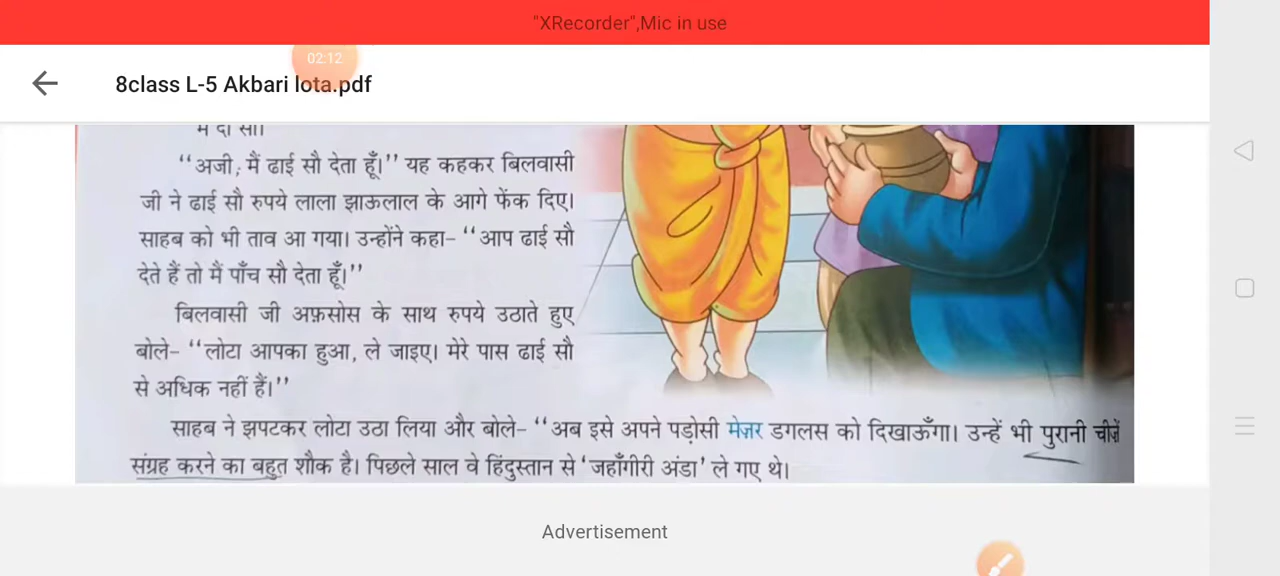 "XRecorder",Mic in use
02:12
8class L-5 Akbari lota.pdf
में दो सौ।
“अजी, मैं ढाई सौ देता हूँ।” यह कहकर बिलवासी
जी ने ढाई सौ रुपये लाला झाऊलाल के आगे फेंक दिए।
साहब को भी ताव आ गया। उन्होंने कहा– “आप ढाई सौ
देते हैं तो मैं पाँच सौ देता हूँ।”
बिलवासी जी अफ़सोस के साथ रुपये उठाते हुए
बोले– “लोटा आपका हुआ, ले जाइए। मेरे पास ढाई सौ
से अधिक नहीं हैं।”
साहब ने झपटकर लोटा उठा लिया और बोले– “अब इसे अपने पड़ोसी मेज़र डगलस को दिखाऊँगा। उन्हें भी पुरानी चीज़ें
संग्रह करने का बहुत शौक है। पिछले साल वे हिंदुस्तान से ‘जहाँगीरी अंडा’ ले गए थे।
Advertisement